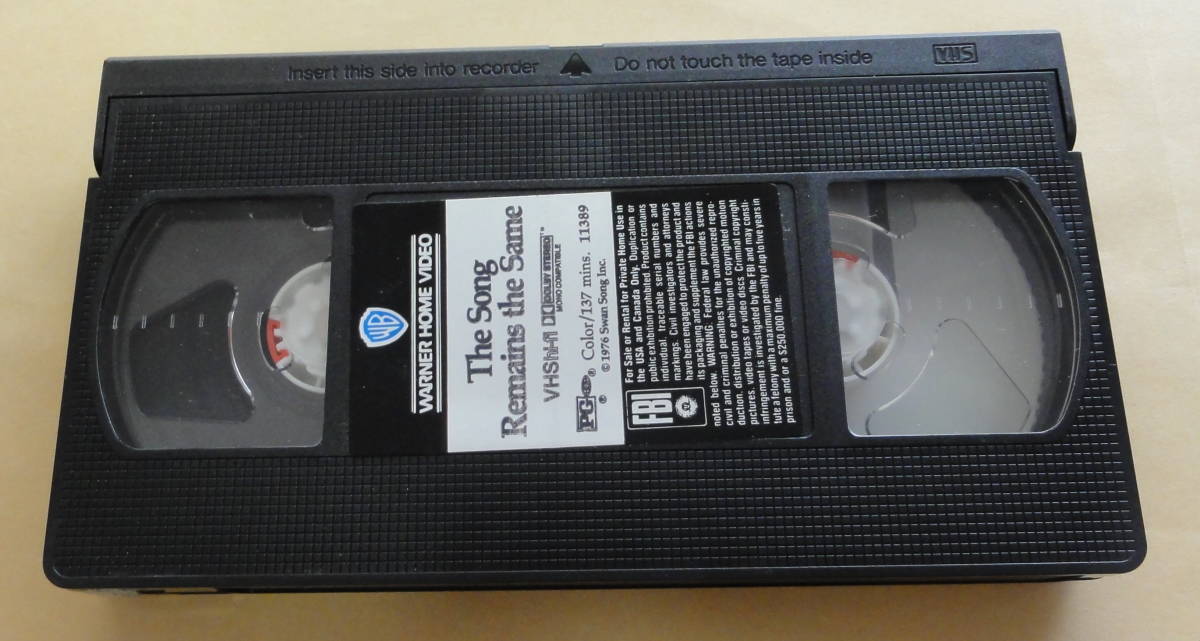 Insert this side into recorder
Do not touch the tape inside
VHS
WB
WARNER HOME VIDEO
The Song
Remains the Same
VHS hi-fi DOLBY STEREO™
MONO COMPATIBLE
PG ® ® Color/137 mins. 11389
© 1976 Swan Song Inc.
For Sale or Rental for Private Home Use in
the USA and Canada Only. Duplication or
public exhibition prohibited Product contains
individual, traceable serial numbers and
markings. Civil investigators and attorneys
have been engaged to protect the product and
its packaging and supplement the FBI actions
noted below. WARNING: Federal law provides severe
civil and criminal penalties for the unauthorized repro-
duction, distribution or exhibition of copyrighted motion
pictures, video tapes or video discs. Criminal copyright
infringement is investigated by the FBI and may consti-
tute a felony with a maximum penalty of up to five years in
prison and or a $250,000 fine.
FBI